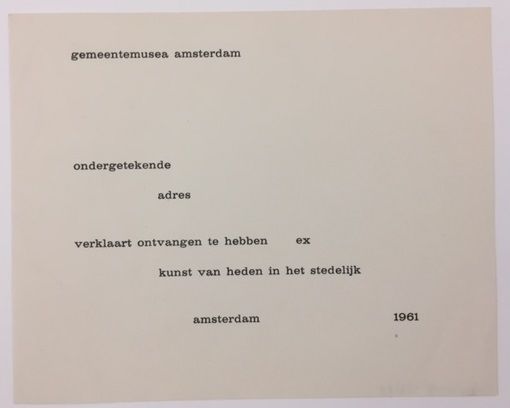 gemeentemusea amsterdam
ondergetekende
adres
verklaart ontvangen te hebben ex
kunst van heden in het stedelijk
amsterdam 1961